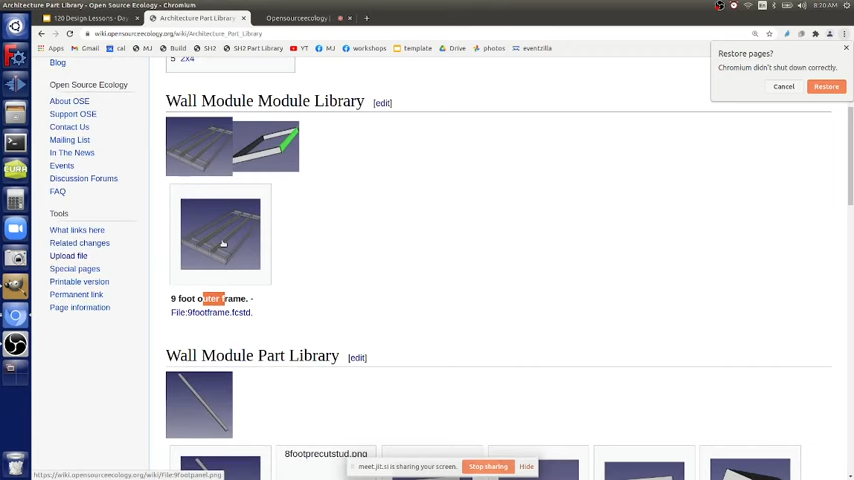 Architecture Part Library - Open Source Ecology - Chromium
8:20 AM
120 Design Lessons - Day
Architecture Part Library -
Opensourceecology |
wiki.opensourceecology.org/wiki/Architecture_Part_Library
Apps
Gmail
cal
MJ
Build
SH2
SH2 Part Library
YT
MJ
workshops
template
Drive
photos
eventzilla
Restore pages?
Chromium didn't shut down correctly.
Cancel
Restore
Blog
Open Source Ecology
About OSE
Support OSE
Contact Us
Mailing List
In The News
Events
Discussion Forums
FAQ
Tools
What links here
Related changes
Upload file
Special pages
Printable version
Permanent link
Page information
5 2x4
Wall Module Module Library [edit]
9 foot outer frame. -
File:9footframe.fcstd.
Wall Module Part Library [edit]
8footprecutstud.png
meet.jit.si is sharing your screen.
Stop sharing
Hide
https://wiki.opensourceecology.org/wiki/File:9footpanel.png
CURA